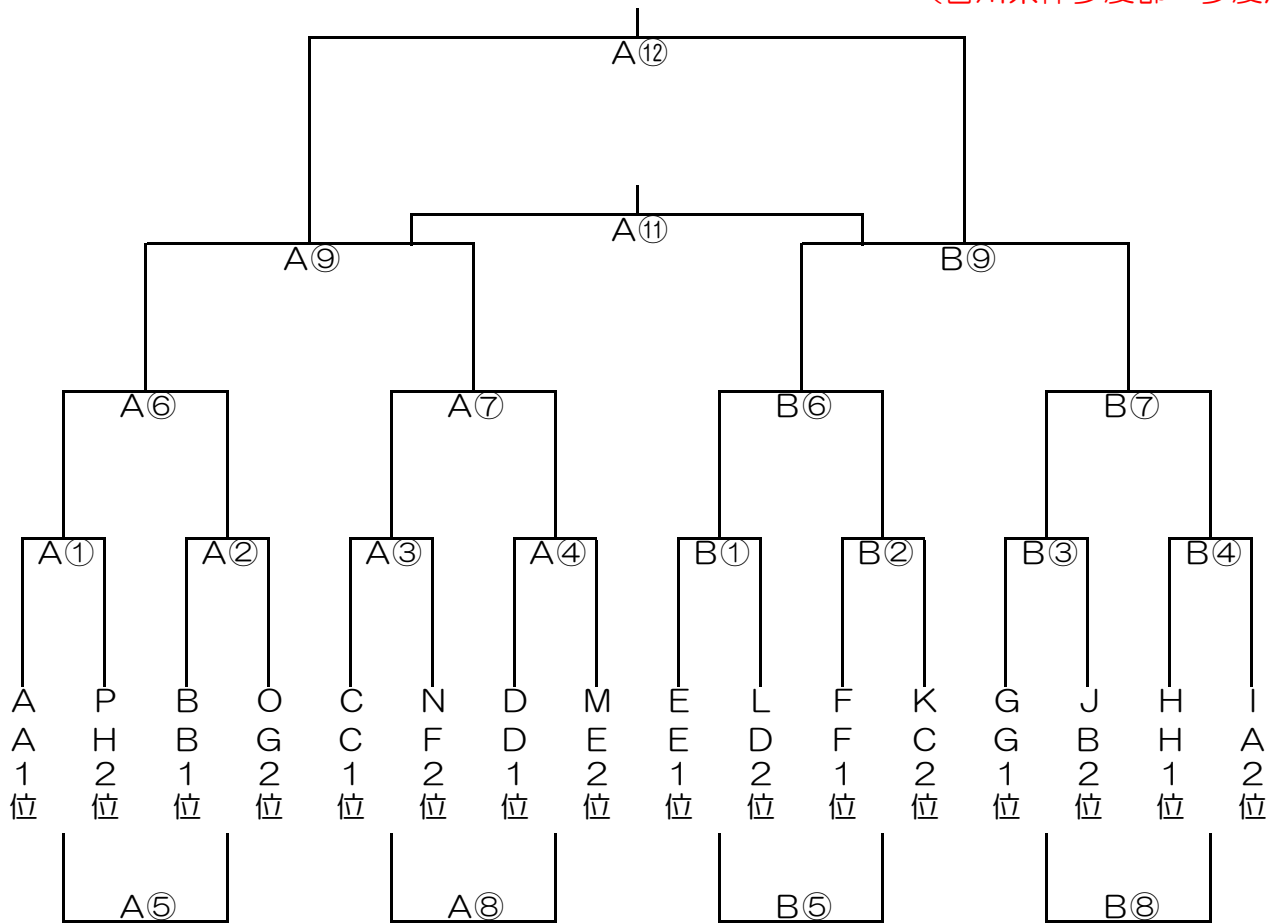 A⑫
A⑪
A⑨ B⑨
A⑥ A⑦ B⑥ B⑦
A① A② A③ A④ B① B② B③ B④
A P B O C N D M E L F K G J H I
A H B G C F D E E D F C G B H A
1 2 1 2 1 2 1 2 1 2 1 2 1 2 1 2
位 位 位 位 位 位 位 位 位 位 位 位 位 位 位 位
A⑤ A⑧ B⑤ B⑧